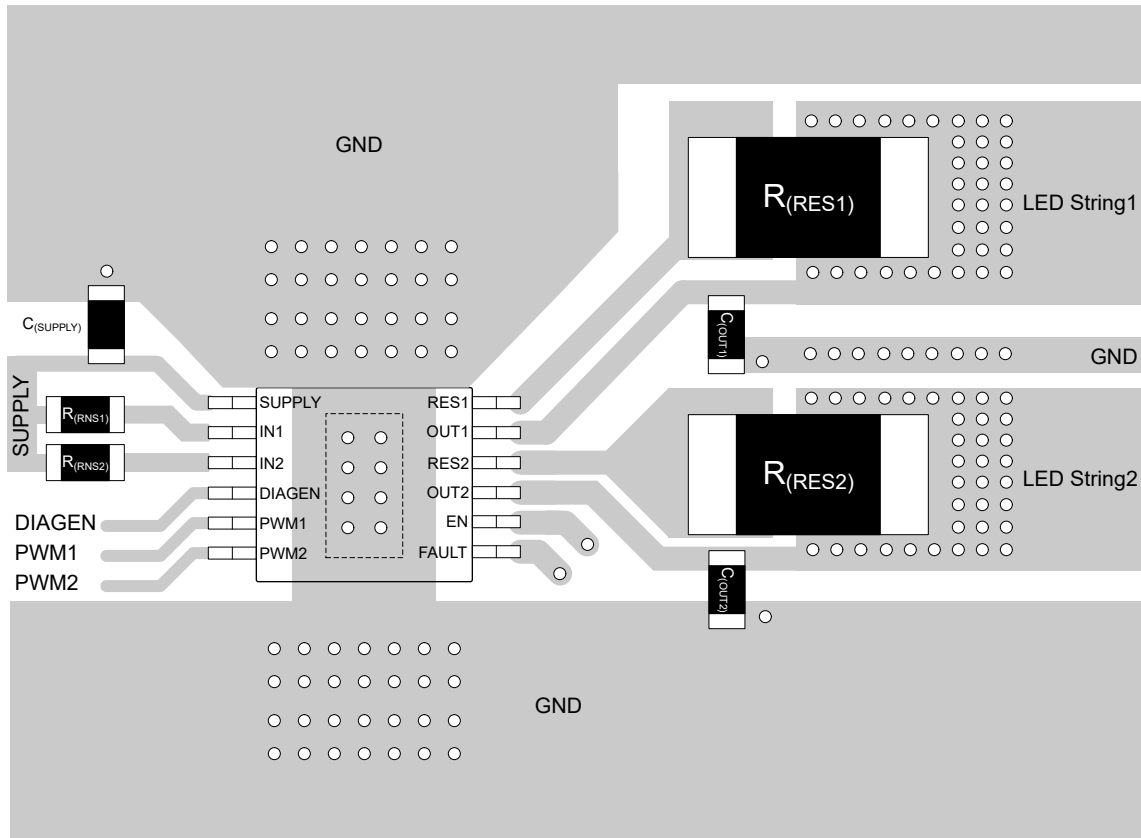 GND
R(RES1)
LED String1
C(SUPPLY)
C(OUT1)
GND
SUPPLY
R(RNS1)
R(RNS2)
SUPPLY
IN1
IN2
DIAGEN
PWM1
PWM2
RES1
OUT1
RES2
OUT2
EN
FAULT
R(RES2)
LED String2
DIAGEN
PWM1
PWM2
C(OUT2)
GND